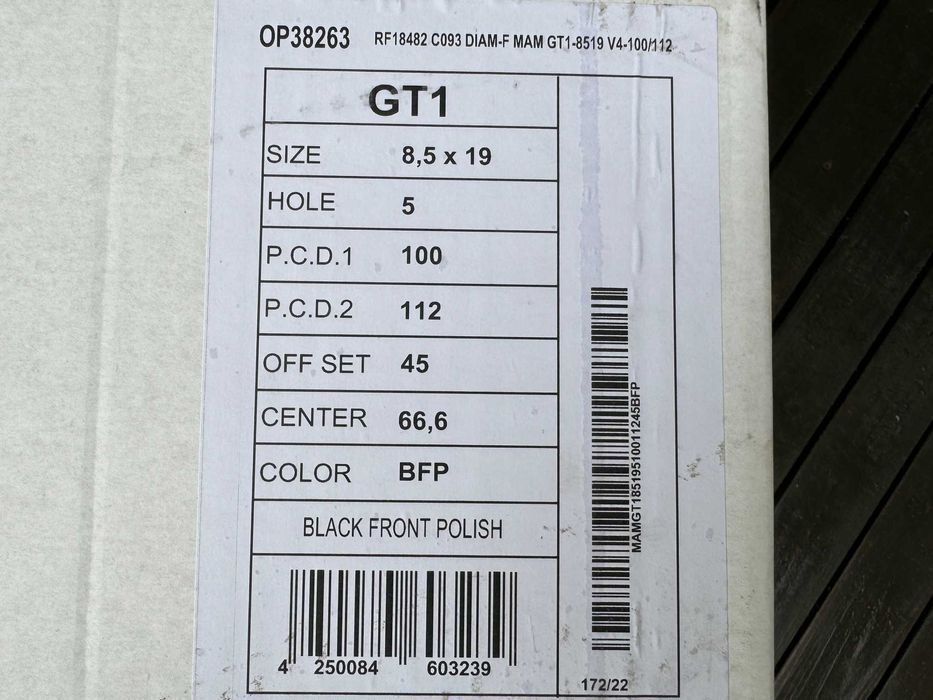 OP38263 RF18482 C093 DIAM-F MAM GT1-8519 V4-100/112
GT1
SIZE 8,5 x 19
HOLE 5
P.C.D.1 100
P.C.D.2 112
OFF SET 45
CENTER 66,6
COLOR BFP
BLACK FRONT POLISH
4 250084 603239
MAMGT18519510011245BFP
172/22